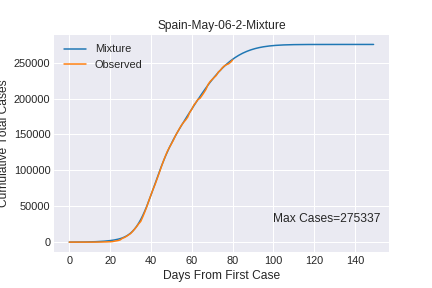 Spain-May-06-2-Mixture
Mixture
Observed
250000
200000
150000
100000
50000
0
Cumulative Total Cases
Max Cases=275337
0 20 40 60 80 100 120 140
Days From First Case